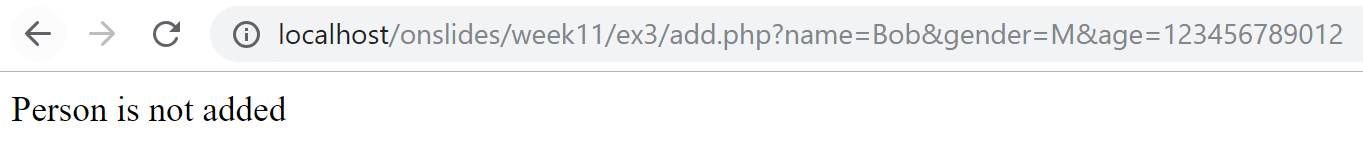 localhost/onslides/week11/ex3/add.php?name=Bob&gender=M&age=123456789012
Person is not added